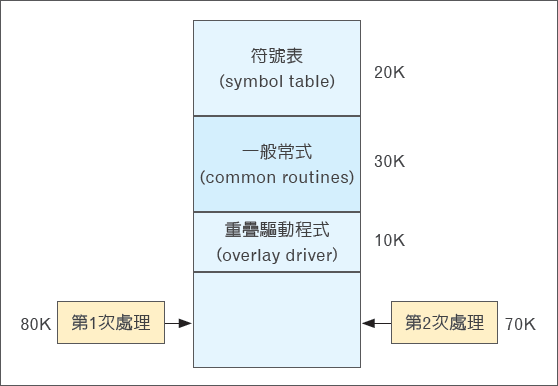 符號表
(symbol table)
20K
一般常式
(common routines)
30K
重疊驅動程式
(overlay driver)
10K
80K
第1次處理
第2次處理
70K